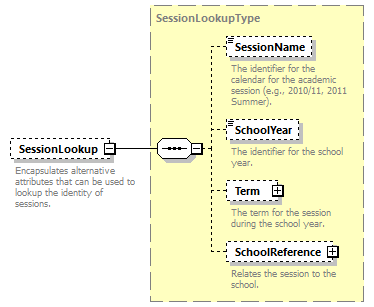 SessionLookupType
SessionName
The identifier for the
calendar for the academic
session (e.g., 2010/11, 2011
Summer).
SchoolYear
The identifier for the school
year.
SessionLookup
Encapsulates alternative
attributes that can be used to
lookup the identity of
sessions.
Term
The term for the session
during the school year.
SchoolReference
Relates the session to the
school.